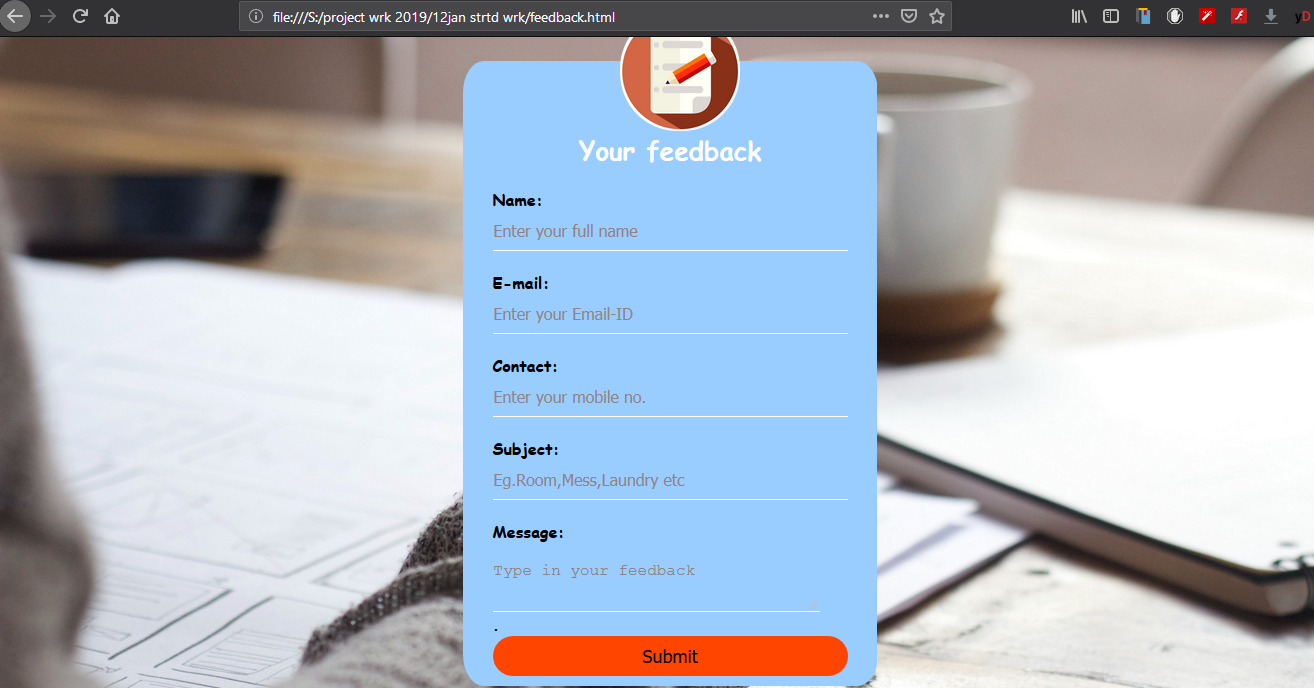 file:///S:/project wrk 2019/12jan strtd wrk/feedback.html
yD
Your feedback
Name:
Enter your full name
E-mail:
Enter your Email-ID
Contact:
Enter your mobile no.
Subject:
Eg.Room,Mess,Laundry etc
Message:
Type in your feedback
.
Submit